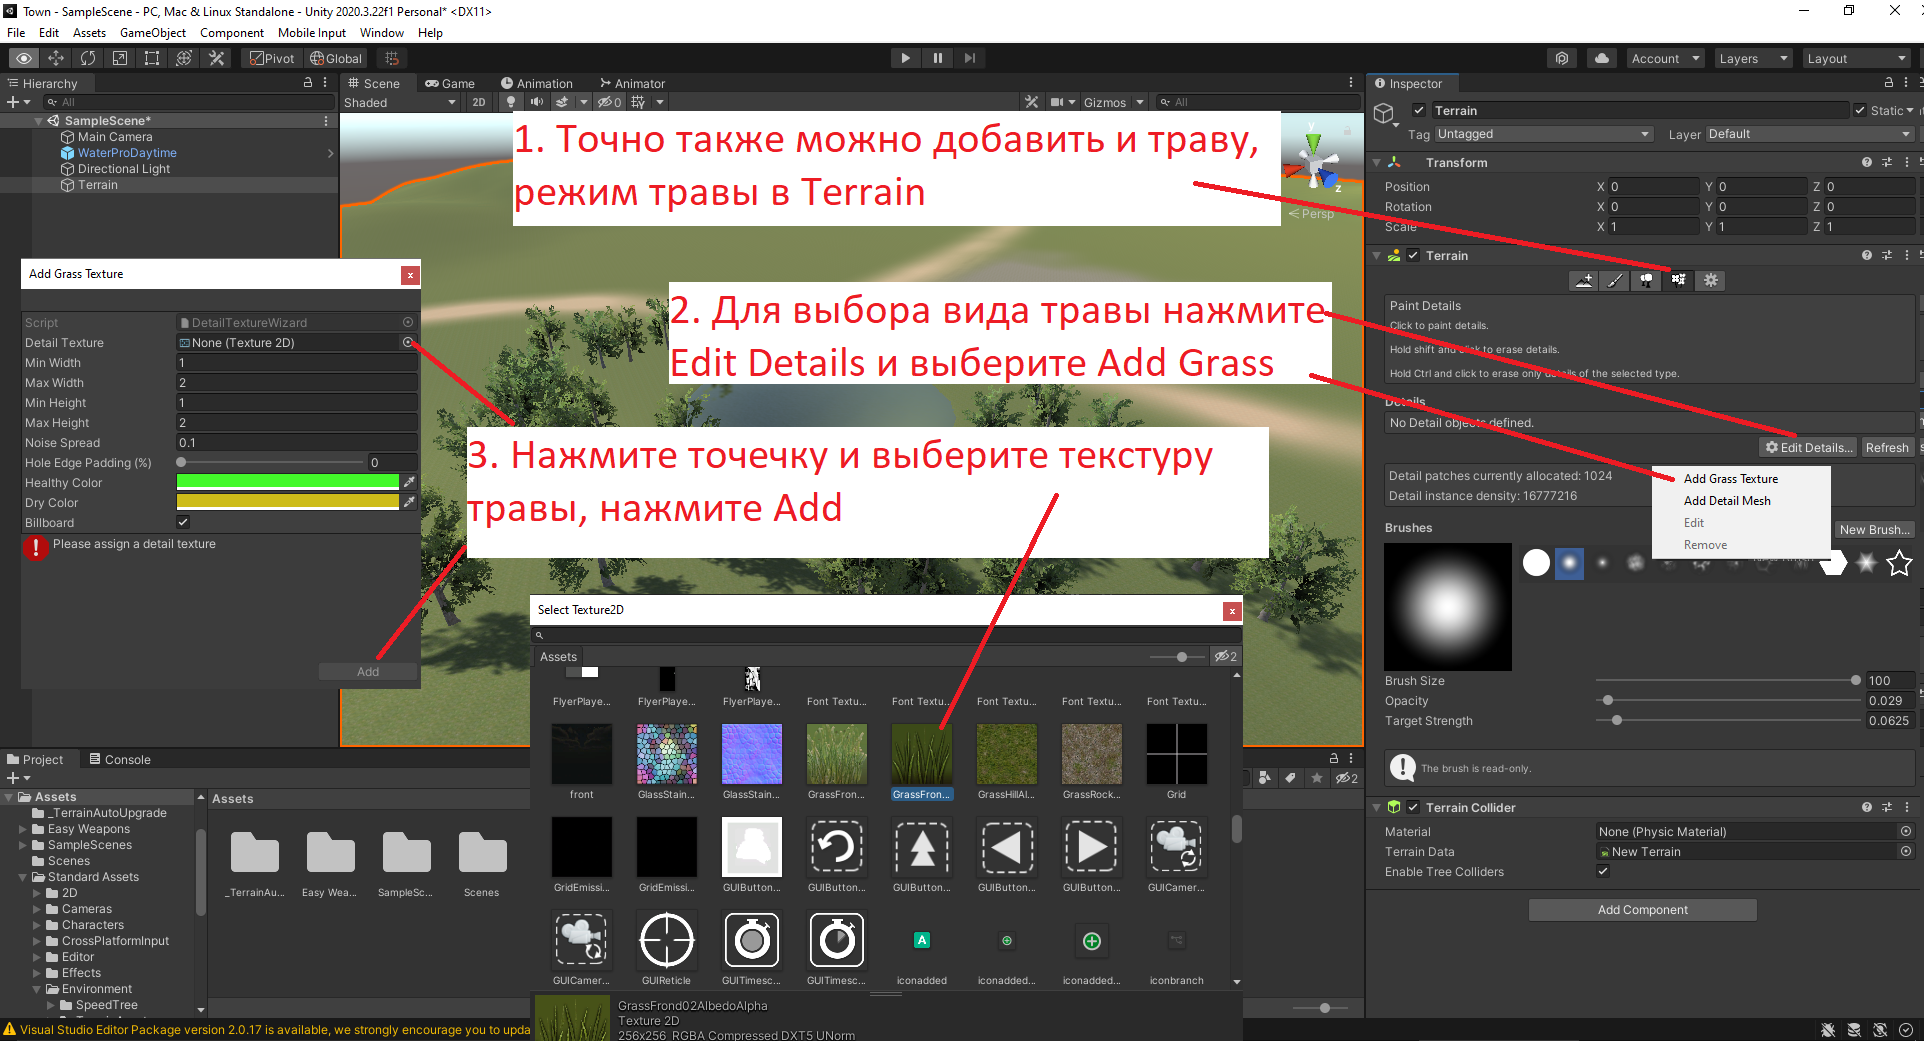 Town - SampleScene - PC, Mac & Linux Standalone - Unity 2020.3.22f1 Personal* <DX11>
File Edit Assets GameObject Component Mobile Input Window Help
Pivot Global Account Layers Layout
Hierarchy
All
SampleScene*
Main Camera
WaterProDaytime
Directional Light
Terrain
Scene Game Animation Animator
Shaded 2D 0 Gizmos All
1. Точно также можно добавить и траву,
режим травы в Terrain
y
z
Persp
2. Для выбора вида травы нажмите
Edit Details и выберите Add Grass
3. Нажмите точечку и выберите текстуру
травы, нажмите Add
Add Grass Texture
x
Script DetailTextureWizard
Detail Texture None (Texture 2D)
Min Width 1
Max Width 2
Min Height 1
Max Height 2
Noise Spread 0.1
Hole Edge Padding (%) 0
Healthy Color
Dry Color
Billboard
Please assign a detail texture
Add
Select Texture2D
x
Assets 2
FlyerPlaye... FlyerPlaye... FlyerPlaye... Font Textu... Font Textu... Font Textu... Font Textu... Font Textu...
front GlassStain... GlassStain... GrassFron... GrassFron... GrassHillAl... GrassRock... Grid
GridEmissi... GridEmissi... GUIButton... GUIButton... GUIButton... GUIButton... GUIButton... GUICamer...
A
GUICamer... GUIReticle GUITimesc... GUITimesc... iconadded iconadded... iconadded... iconbranch
GrassFrond02AlbedoAlpha
Texture 2D
256x256 RGBA Compressed DXT5 UNorm
Inspector
Terrain Static
Tag Untagged Layer Default
Transform
Position X 0 Y 0 Z 0
Rotation X 0 Y 0 Z 0
Scale X 1 Y 1 Z 1
Terrain
Paint Details
Click to paint details.
Hold shift and click to erase details.
Hold Ctrl and click to erase only details of the selected type.
Details
No Detail objects defined.
Edit Details... Refresh
Detail patches currently allocated: 1024
Detail instance density: 16777216
Add Grass Texture
Add Detail Mesh
Edit
Remove
Brushes New Brush...
Brush Size 100
Opacity 0.029
Target Strength 0.0625
The brush is read-only.
Terrain Collider
Material None (Physic Material)
Terrain Data New Terrain
Enable Tree Colliders
Add Component
Project Console
2
Assets
_TerrainAutoUpgrade
Easy Weapons
SampleScenes
Scenes
Standard Assets
2D
Cameras
Characters
CrossPlatformInput
Editor
Effects
Environment
SpeedTree
Assets
_TerrainAu... Easy Wea... SampleSc... Scenes
Visual Studio Editor Package version 2.0.17 is available, we strongly encourage you to upda